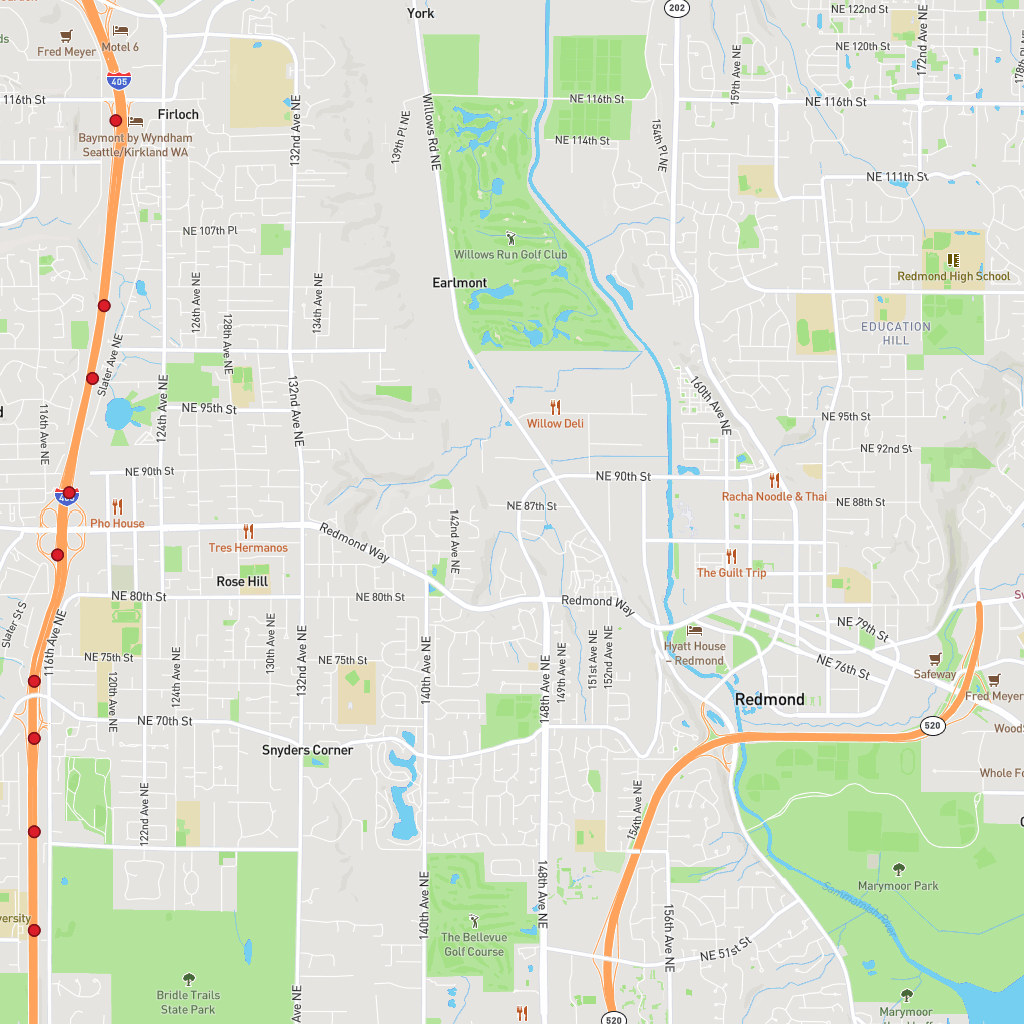 York
202
NE 122nd St
172nd Ave NE
Fred Meyer
Motel 6
NE 120th St
159th Ave NE
405
116th St
NE 116th St
NE 116th St
Firloch
Willows Rd NE
Baymont by Wyndham
Seattle/Kirkland WA
132nd Ave NE
139th Pl NE
NE 114th St
154th Pl NE
NE 111th St
NE 107th Pl
Willows Run Golf Club
Redmond High School
Earlmont
126th Ave NE
134th Ave NE
128th Ave NE
EDUCATION
HILL
Slater Ave NE
116th Ave NE
124th Ave NE
NE 95th St
132nd Ave NE
160th Ave NE
NE 95th St
Willow Deli
NE 92nd St
NE 90th St
NE 90th St
Racha Noodle & Thai
NE 88th St
NE 87th St
Pho House
142nd Ave NE
Redmond Way
Tres Hermanos
The Guilt Trip
Rose Hill
NE 80th St
NE 80th St
Redmond Way
Slater St S
116th Ave NE
NE 79th St
130th Ave NE
132nd Ave NE
140th Ave NE
151st Ave NE
152nd Ave NE
149th Ave NE
148th Ave NE
Hyatt House
– Redmond
NE 75th St
NE 75th St
124th Ave NE
120th Ave NE
NE 76th St
Safeway
Fred Meyer
Redmond
520
NE 70th St
Snyders Corner
122nd Ave NE
154th Ave NE
148th Ave NE
140th Ave NE
156th Ave NE
Marymoor Park
Sammamish River
The Bellevue
Golf Course
NE 51st St
Bridle Trails
State Park
Ave NE
520
Marymoor